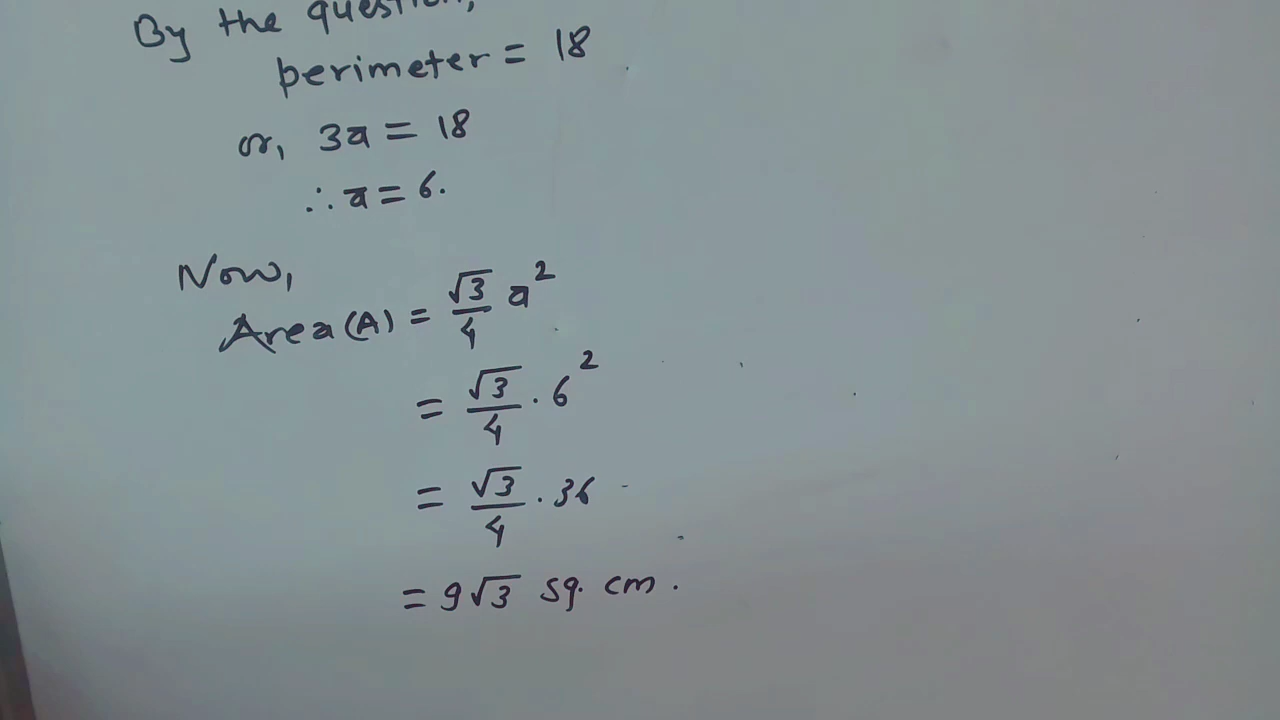 By the question,
perimeter = 18
or, 3a = 18
∴ a = 6.
Now,
Area (A) = √3/4 a²
= √3/4 · 6²
= √3/4 · 36
= 9√3 sq. cm.